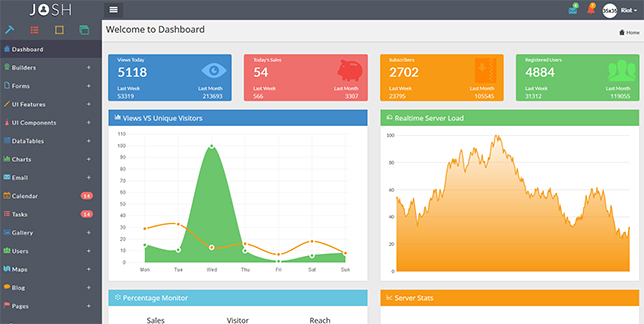 JOSH
Riot
Dashboard
Builders
Forms
UI Features
UI Components
DataTables
Charts
Email
Calendar 14
Tasks 14
Gallery
Users
Maps
Blog
Pages
Welcome to Dashboard
Home
Views Today
5118
Last Week Last Month
53319 213693
Today's Sales
54
Last Week Last Month
566 3307
Subscribers
2702
Last Week Last Month
23795 105545
Registered Users
4884
Last Week Last Month
31312 119055
Views VS Unique Visitors
110
100
90
80
70
60
50
40
30
20
10
0
Mon Tue Wed Thu Fri Sat Sun
Realtime Server Load
100
80
60
40
20
0
Percentage Monitor
Sales Visitor Reach
Server Stats